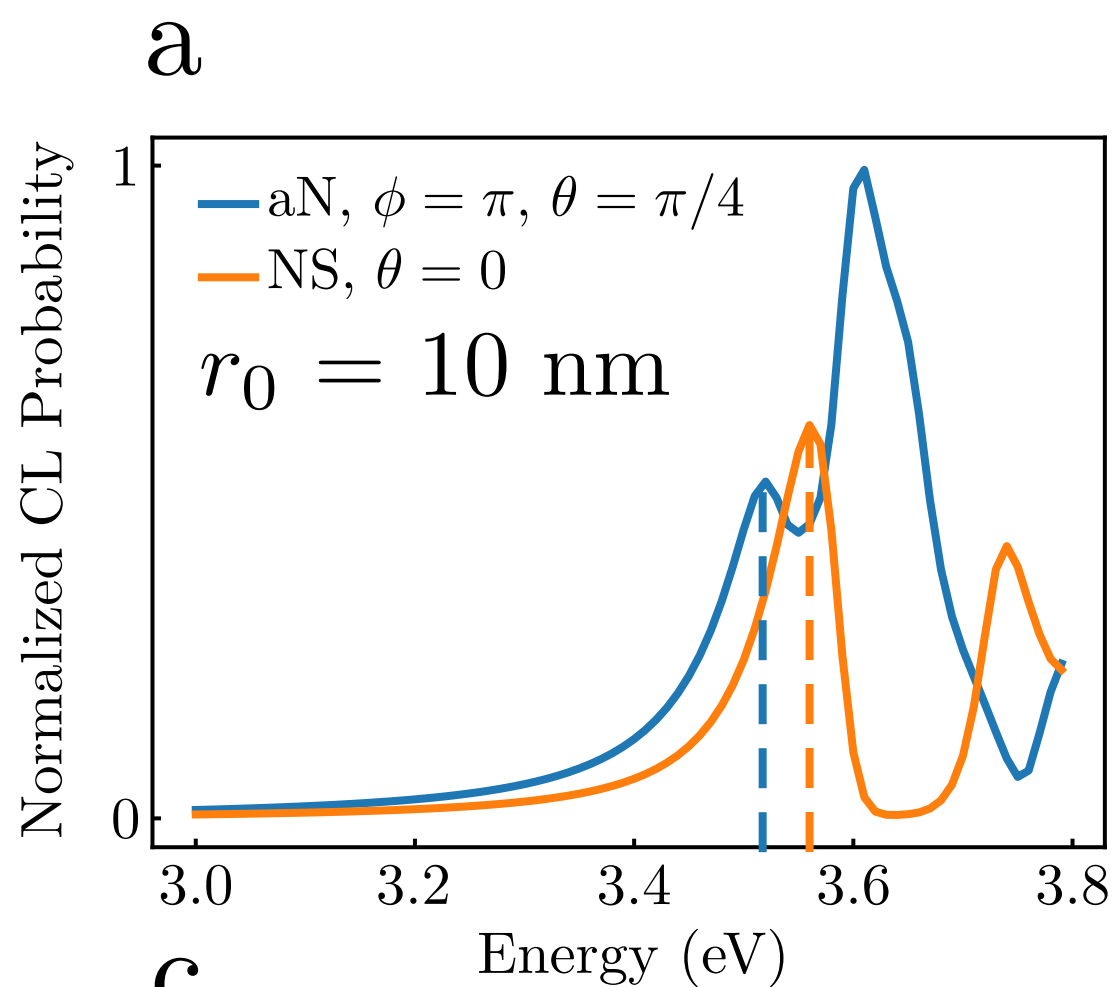 a
Normalized CL Probability
1
0
aN, ϕ = π, θ = π/4
NS, θ = 0
r₀ = 10 nm
3.0 3.2 3.4 3.6 3.8
Energy (eV)
c